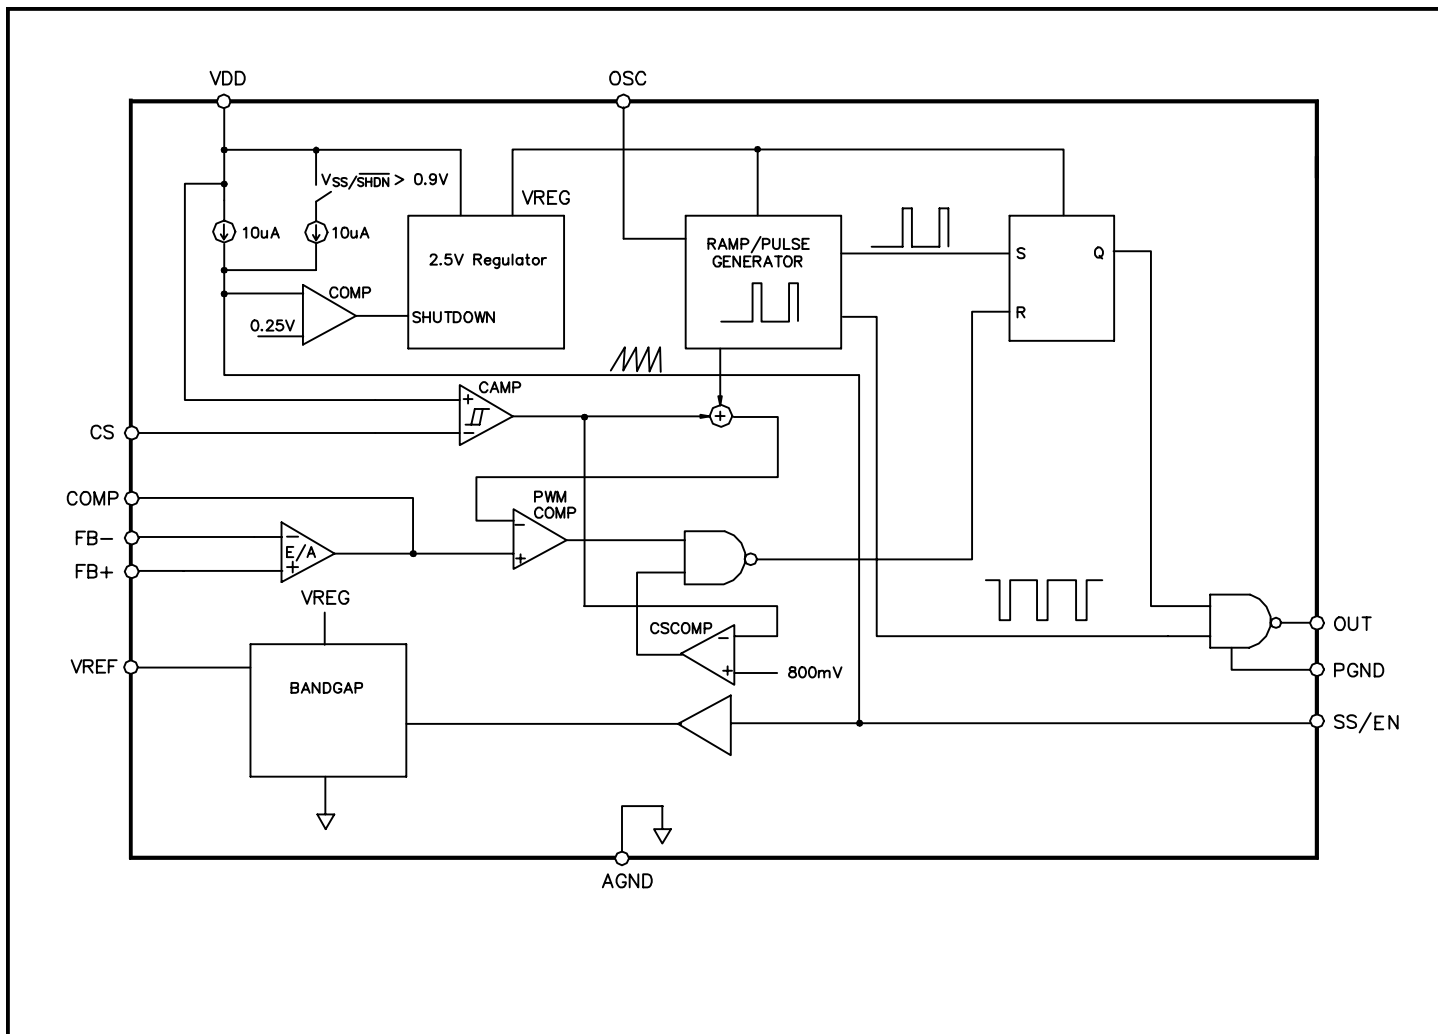 VDD
OSC
VSS/SHDN > 0.9V
VREG
10uA
10uA
2.5V Regulator
RAMP/PULSE
GENERATOR
S
Q
COMP
0.25V
SHUTDOWN
R
CAMP
+
+
CS
−
COMP
PWM
COMP
−
FB−
−
E/A
+
FB+
+
VREG
CSCOMP
−
OUT
VREF
+
800mV
PGND
BANDGAP
SS/EN
AGND